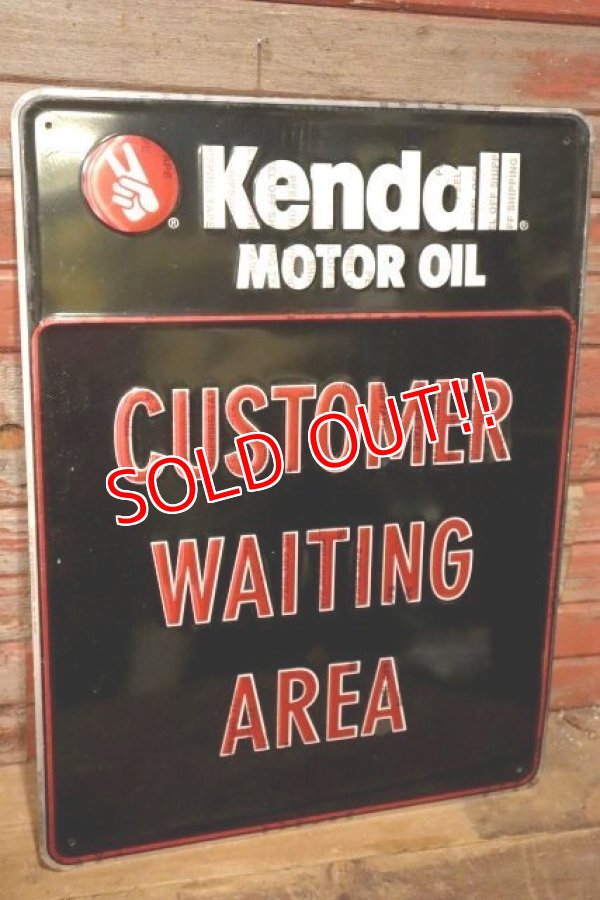 Kendall®
MOTOR OIL
CUSTOMER
SOLD OUT!!
WAITING
AREA